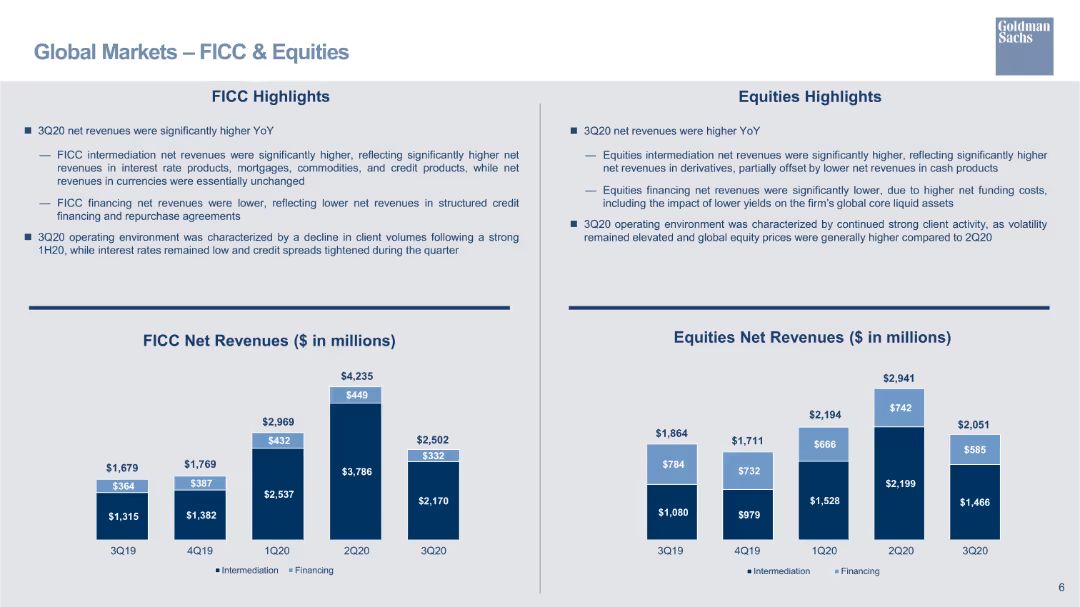 Global Markets – FICC & Equities
Goldman
Sachs
FICC Highlights
■ 3Q20 net revenues were significantly higher YoY
— FICC intermediation net revenues were significantly higher, reflecting significantly higher net
revenues in interest rate products, mortgages, commodities, and credit products, while net
revenues in currencies were essentially unchanged
— FICC financing net revenues were lower, reflecting lower net revenues in structured credit
financing and repurchase agreements
■ 3Q20 operating environment was characterized by a decline in client volumes following a strong
1H20, while interest rates remained low and credit spreads tightened during the quarter
FICC Net Revenues ($ in millions)
$4,235
$449
$2,969
$432
$2,502
$332
$1,679
$1,769
$364
$387
$3,786
$2,537
$2,170
$1,315
$1,382
3Q19 4Q19 1Q20 2Q20 3Q20
■ Intermediation ■ Financing
Equities Highlights
■ 3Q20 net revenues were higher YoY
— Equities intermediation net revenues were significantly higher, reflecting significantly higher
net revenues in derivatives, partially offset by lower net revenues in cash products
— Equities financing net revenues were significantly lower, due to higher net funding costs,
including the impact of lower yields on the firm's global core liquid assets
■ 3Q20 operating environment was characterized by continued strong client activity, as volatility
remained elevated and global equity prices were generally higher compared to 2Q20
Equities Net Revenues ($ in millions)
$2,941
$742
$2,194
$2,051
$1,864
$1,711
$666
$585
$784
$732
$2,199
$1,528
$1,466
$1,080
$979
3Q19 4Q19 1Q20 2Q20 3Q20
■ Intermediation ■ Financing
6